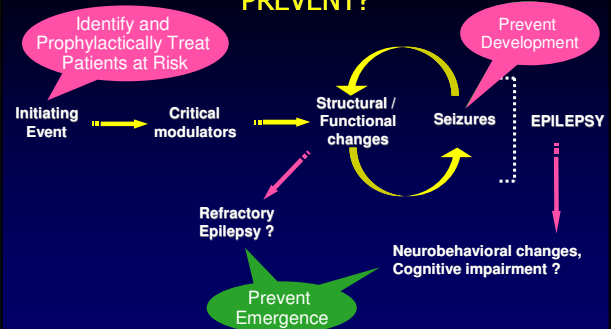 PREVENT?
Identify and
Prophylactically Treat
Patients at Risk
Prevent
Development
Initiating
Event
Critical
modulators
Structural /
Functional
changes
Seizures
EPILEPSY
Refractory
Epilepsy ?
Neurobehavioral changes,
Cognitive impairment ?
Prevent
Emergence